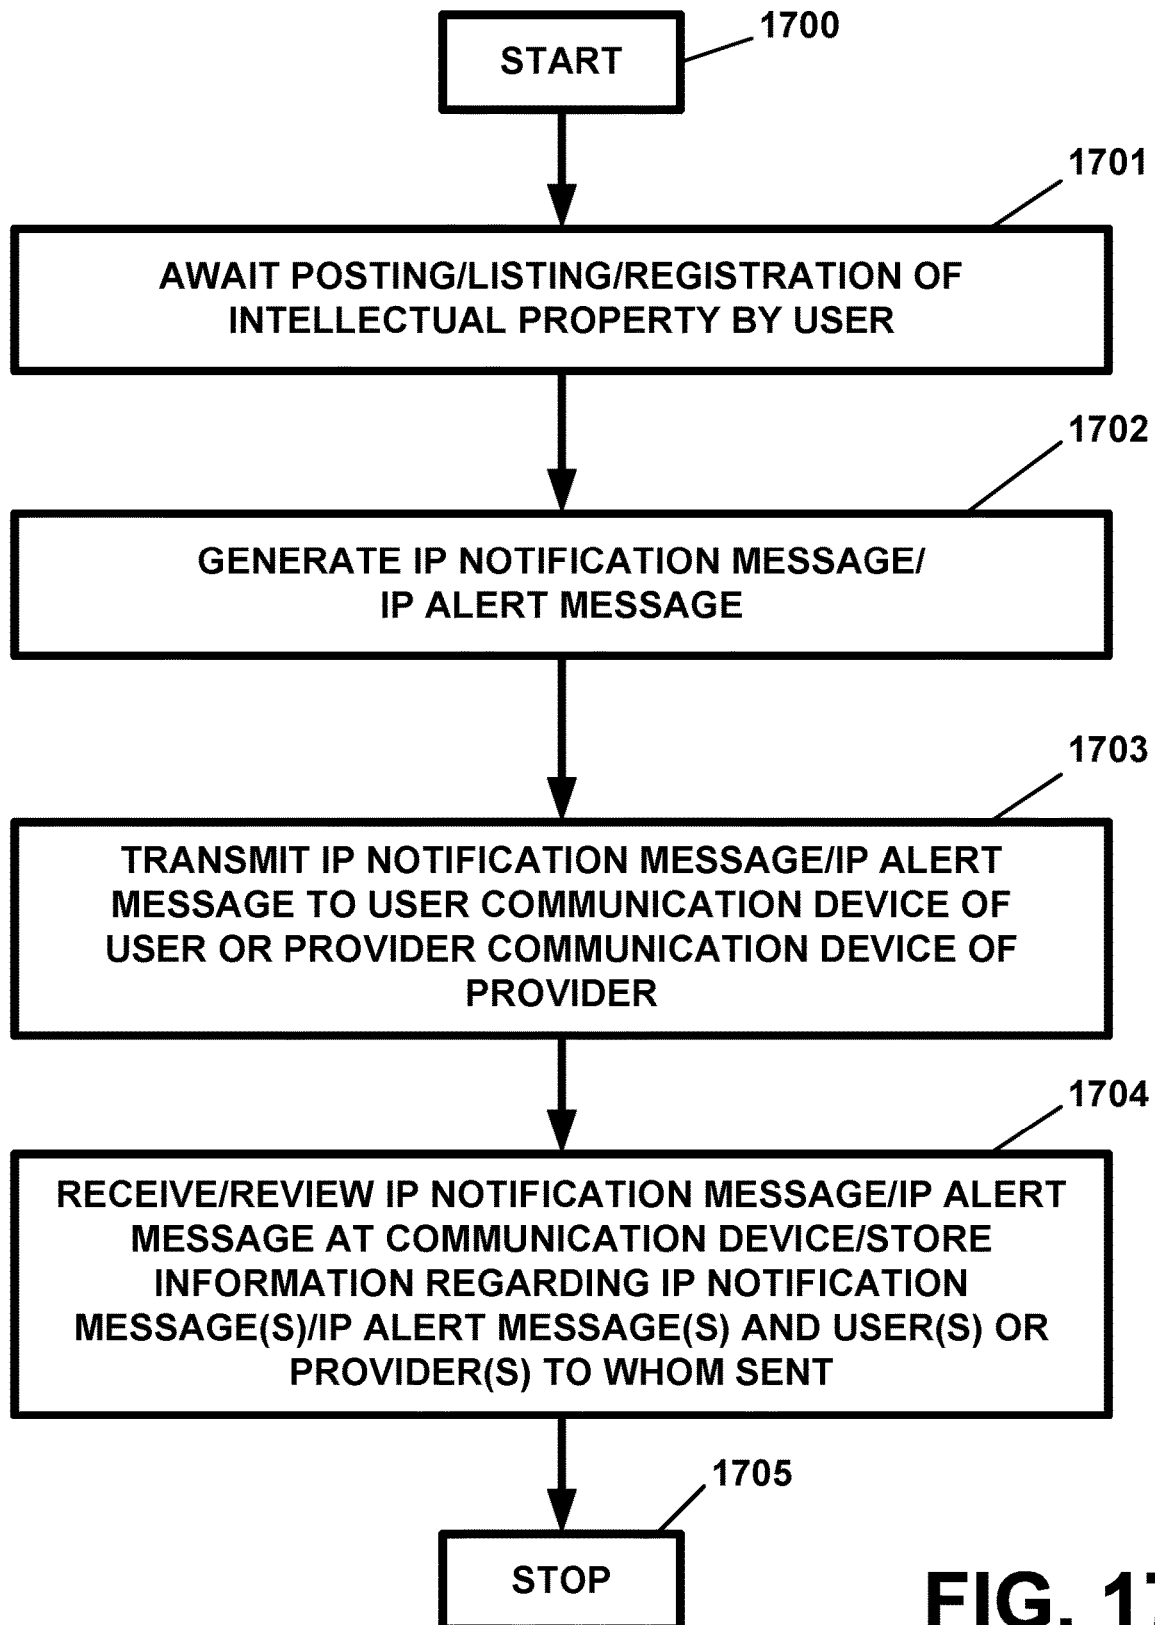 1700
START
1701
AWAIT POSTING/LISTING/REGISTRATION OF
INTELLECTUAL PROPERTY BY USER
1702
GENERATE IP NOTIFICATION MESSAGE/
IP ALERT MESSAGE
1703
TRANSMIT IP NOTIFICATION MESSAGE/IP ALERT
MESSAGE TO USER COMMUNICATION DEVICE OF
USER OR PROVIDER COMMUNICATION DEVICE OF
PROVIDER
1704
RECEIVE/REVIEW IP NOTIFICATION MESSAGE/IP ALERT
MESSAGE AT COMMUNICATION DEVICE/STORE
INFORMATION REGARDING IP NOTIFICATION
MESSAGE(S)/IP ALERT MESSAGE(S) AND USER(S) OR
PROVIDER(S) TO WHOM SENT
1705
STOP
FIG. 17